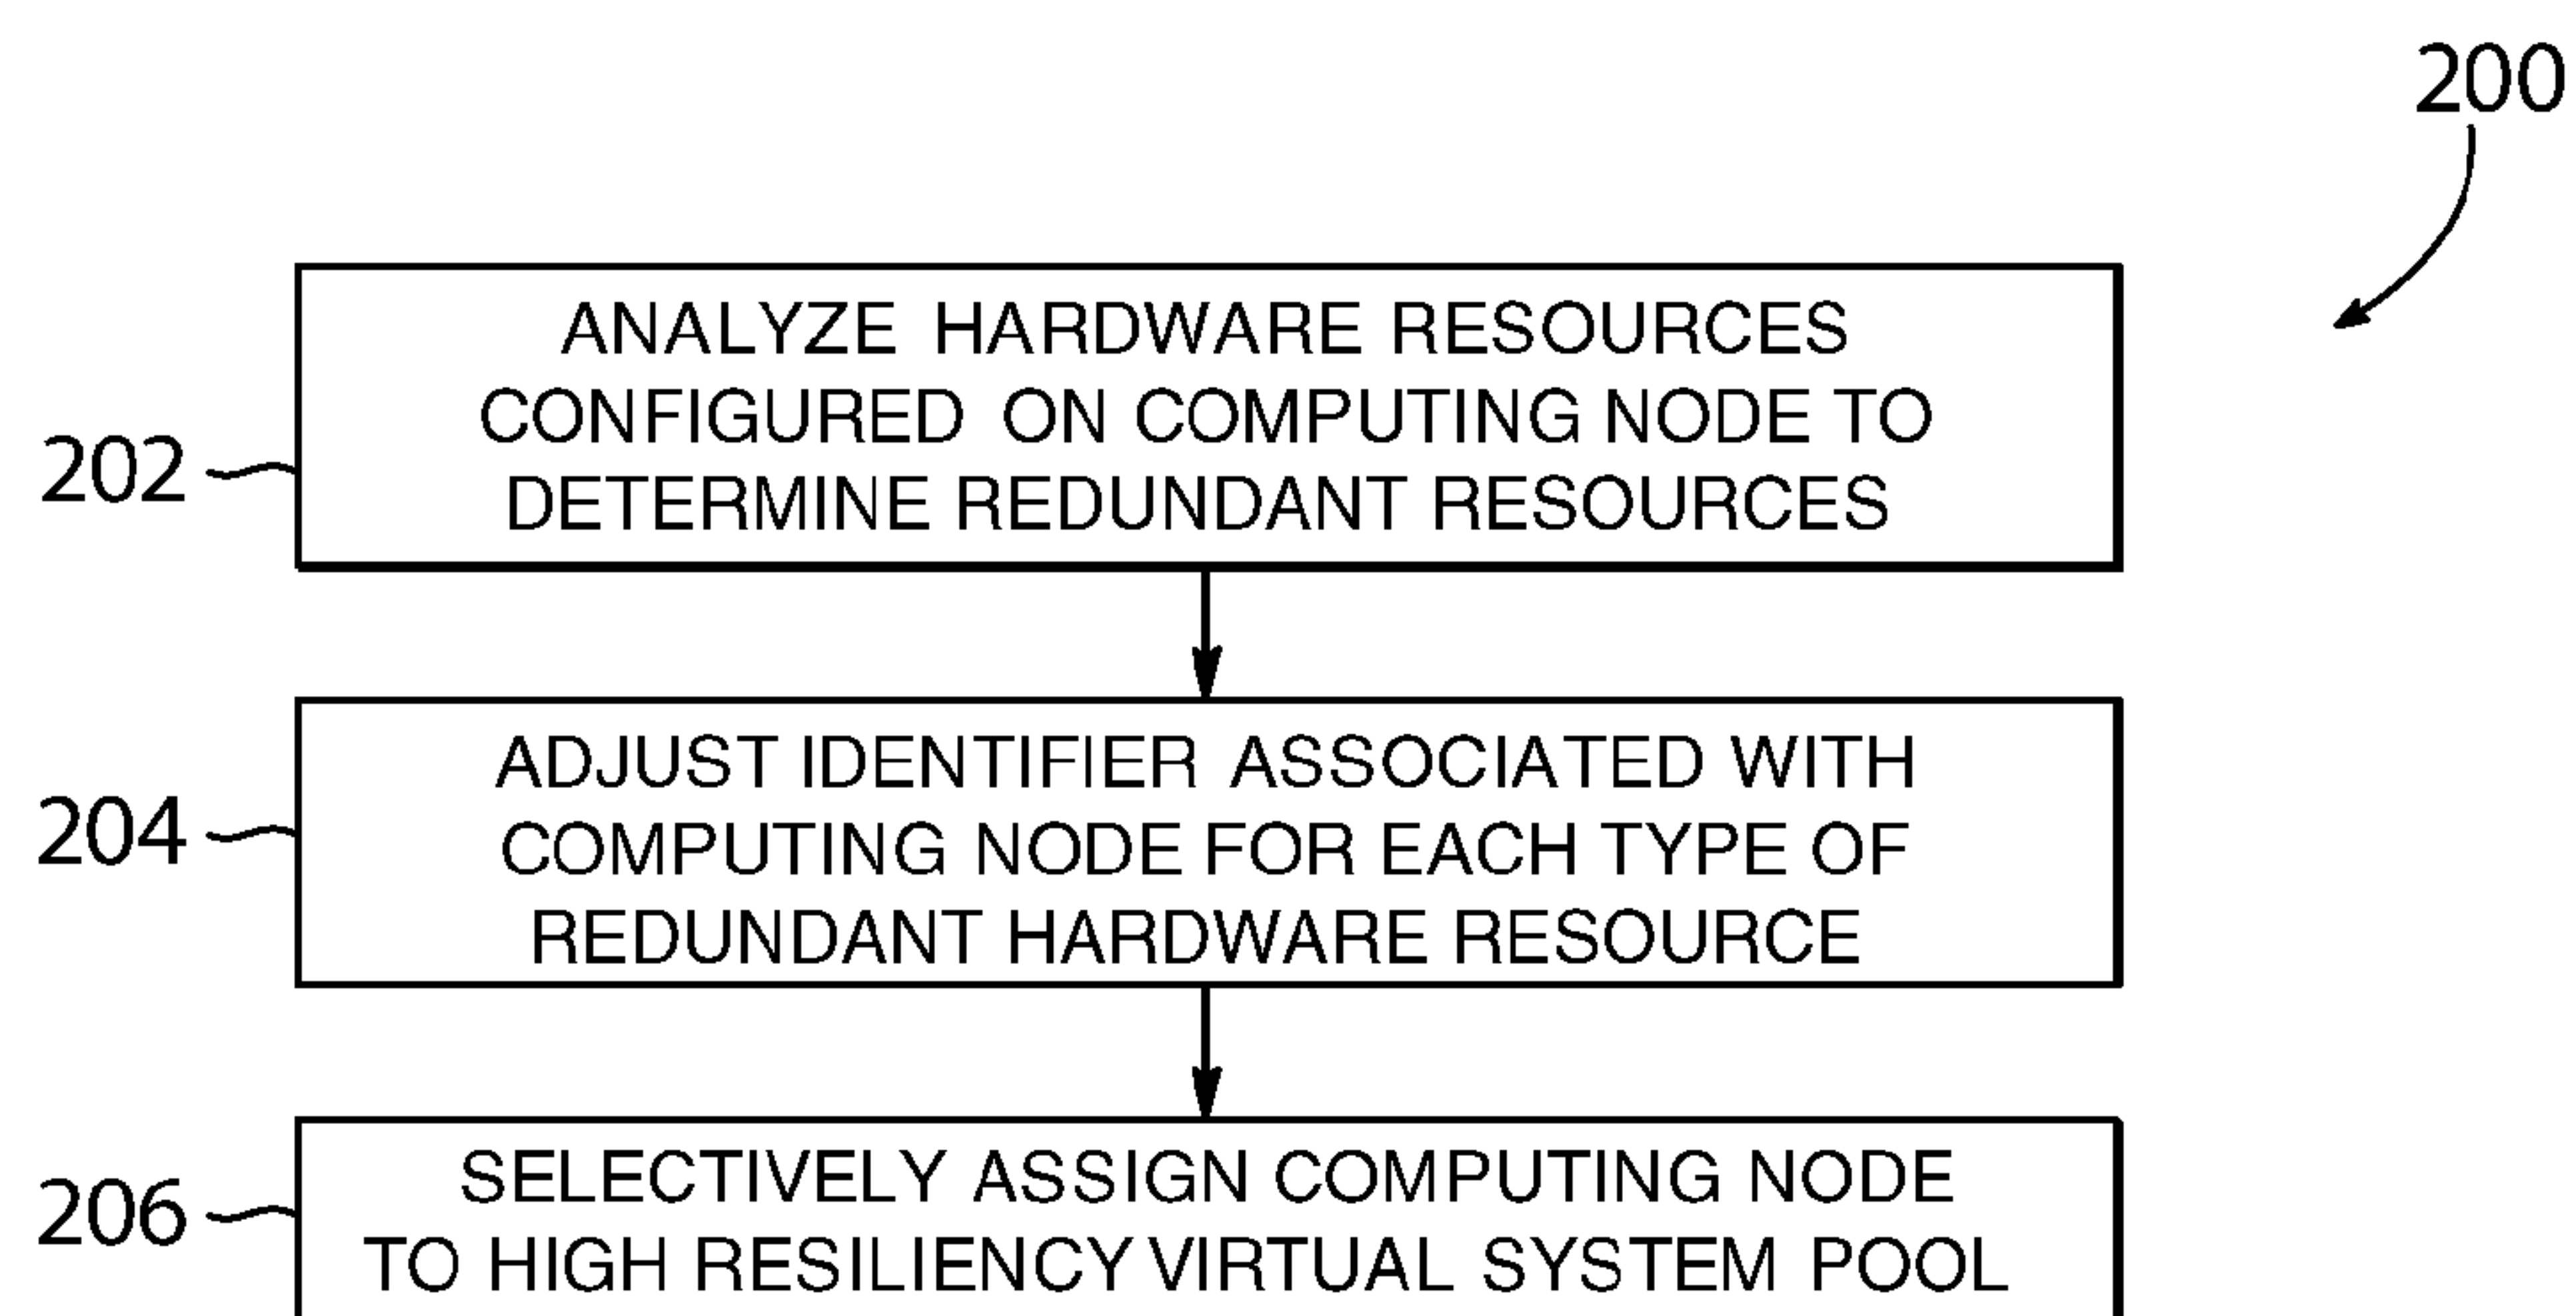 200
ANALYZE HARDWARE RESOURCES
CONFIGURED ON COMPUTING NODE TO
DETERMINE REDUNDANT RESOURCES
202
ADJUST IDENTIFIER ASSOCIATED WITH
COMPUTING NODE FOR EACH TYPE OF
REDUNDANT HARDWARE RESOURCE
204
SELECTIVELY ASSIGN COMPUTING NODE
TO HIGH RESILIENCY VIRTUAL SYSTEM POOL
206